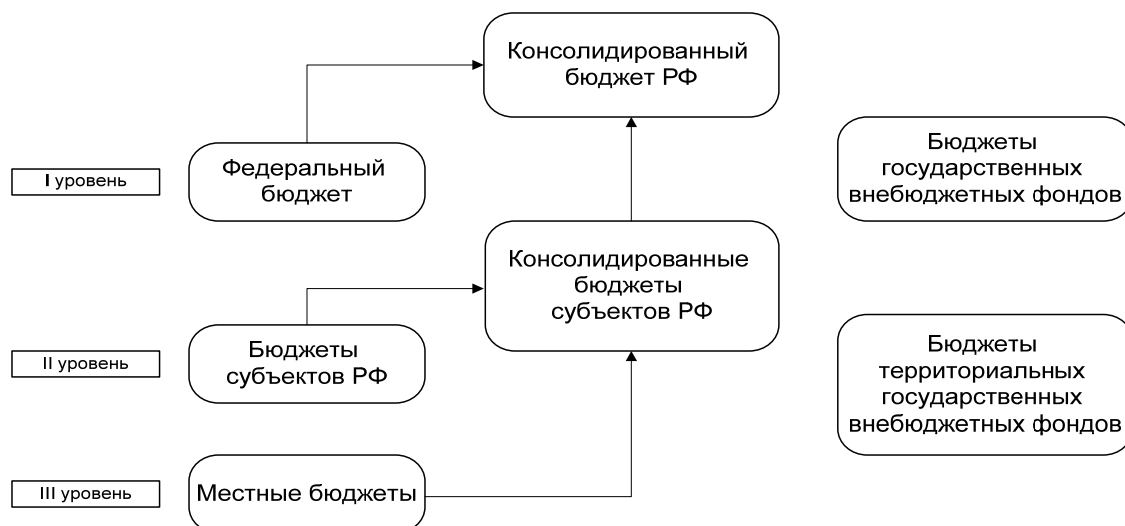 Консолидированный
бюджет РФ
I уровень
Федеральный
бюджет
Бюджеты
государственных
внебюджетных фондов
Консолидированные
бюджеты
субъектов РФ
II уровень
Бюджеты
субъектов РФ
Бюджеты
территориальных
государственных
внебюджетных фондов
III уровень
Местные бюджеты